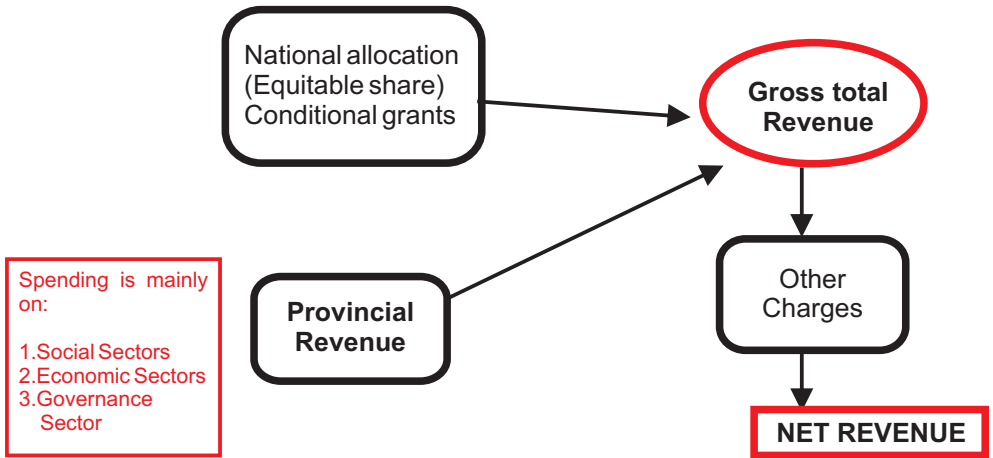 National allocation
(Equitable share)
Conditional grants
Gross total
Revenue
Provincial
Revenue
Other
Charges
NET REVENUE
Spending is mainly
on:
1.Social Sectors
2.Economic Sectors
3.Governance
Sector